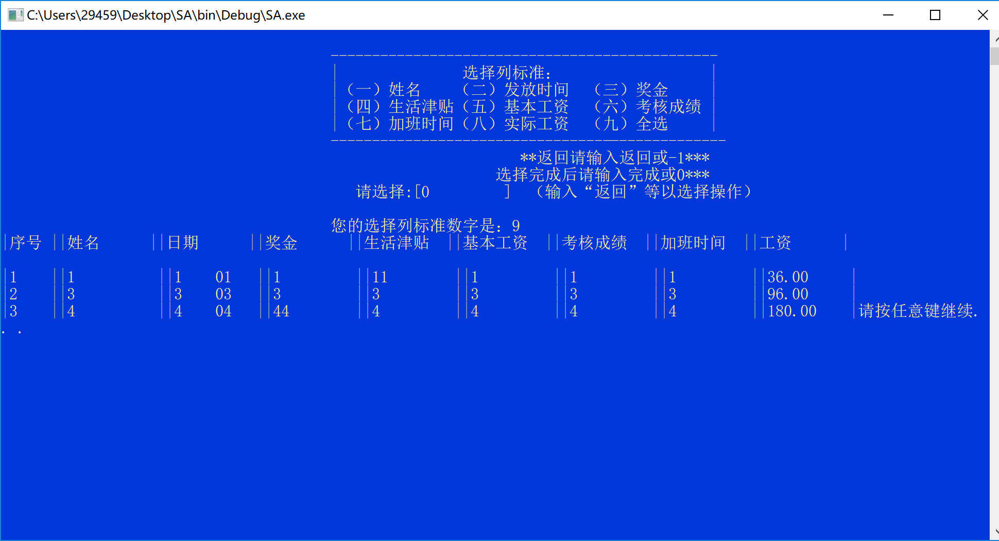 C:\Users\29459\Desktop\SA\bin\Debug\SA.exe
-----------------------------------------------
|               选择列标准：                   |
|（一）姓名    （二）发放时间  （三）奖金     |
|（四）生活津贴（五）基本工资  （六）考核成绩 |
|（七）加班时间（八）实际工资  （九）全选     |
------------------------------------------------
**返回请输入返回或-1***
选择完成后请输入完成或0***
请选择:[0         ]  （输入“返回”等以选择操作）
您的选择列标准数字是：9
|序号 ||姓名      ||日期      ||奖金      ||生活津贴  ||基本工资  ||考核成绩  ||加班时间  ||工资      |
|1    ||1          ||1    01   ||1         ||11        ||1         ||1         ||1         ||36.00     |
|2    ||3          ||3    03   ||3         ||3         ||3         ||3         ||3         ||96.00     |
|3    ||4          ||4    04   ||44        ||4         ||4         ||4         ||4         ||180.00    |请按任意键继续.
. .